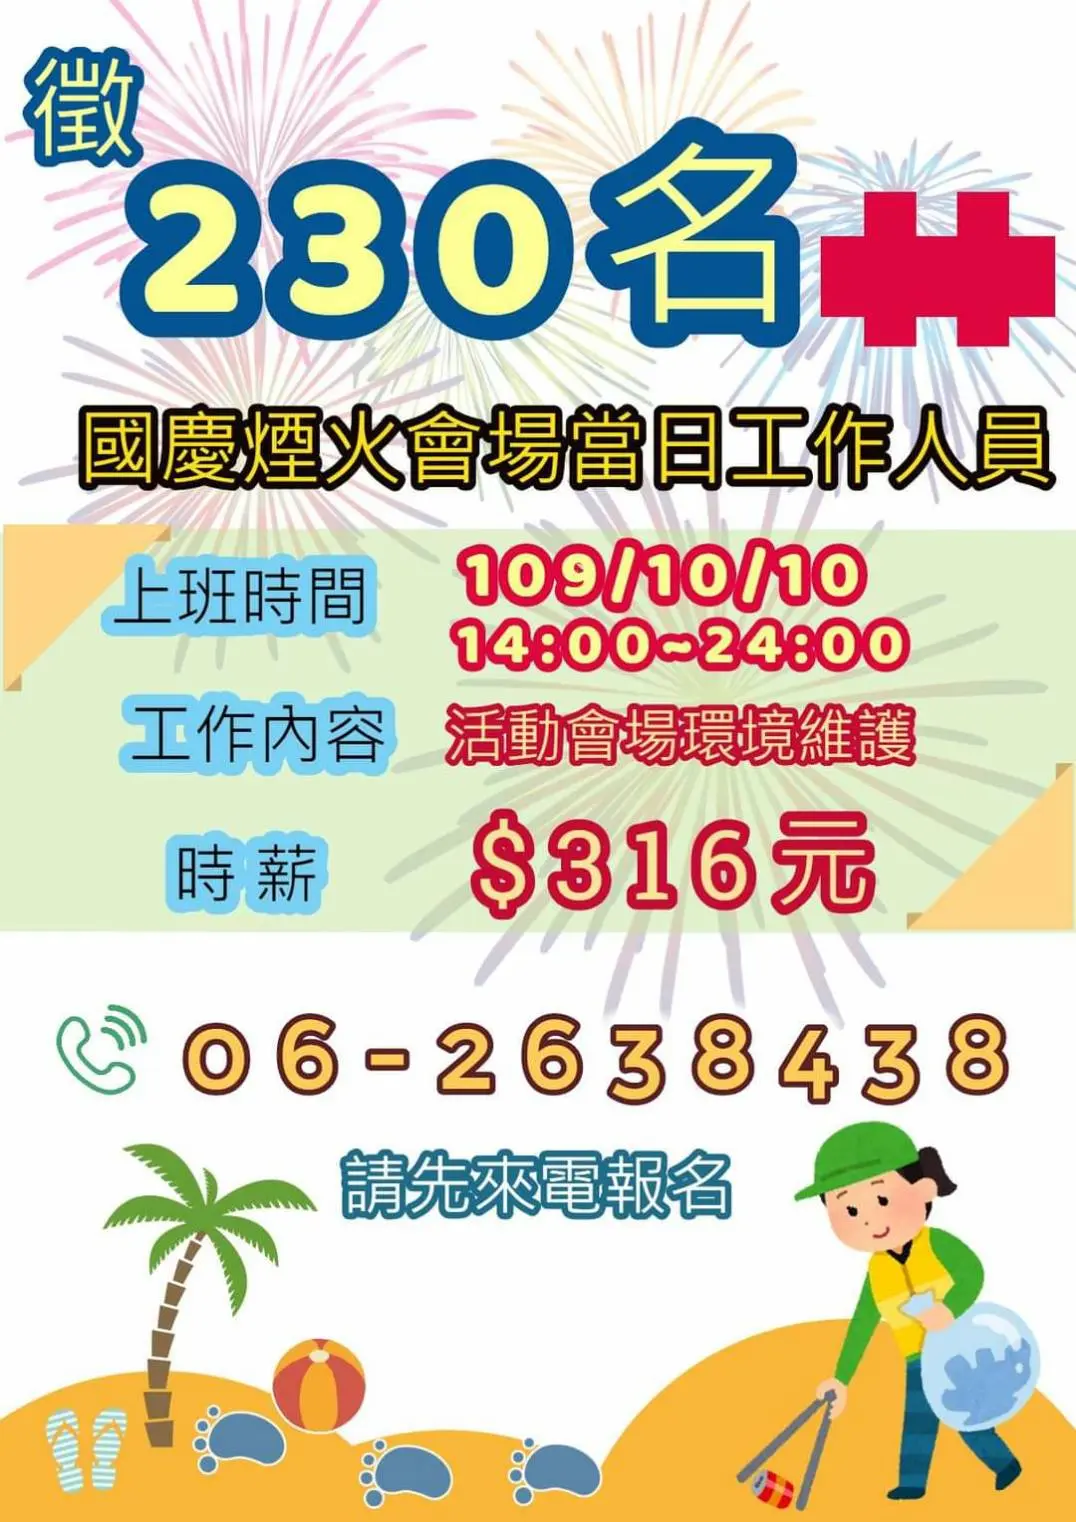 徵
230名
國慶煙火會場當日工作人員
上班時間 109/10/10
14:00~24:00
工作內容 活動會場環境維護
時薪 $316元
06-2638438
請先來電報名